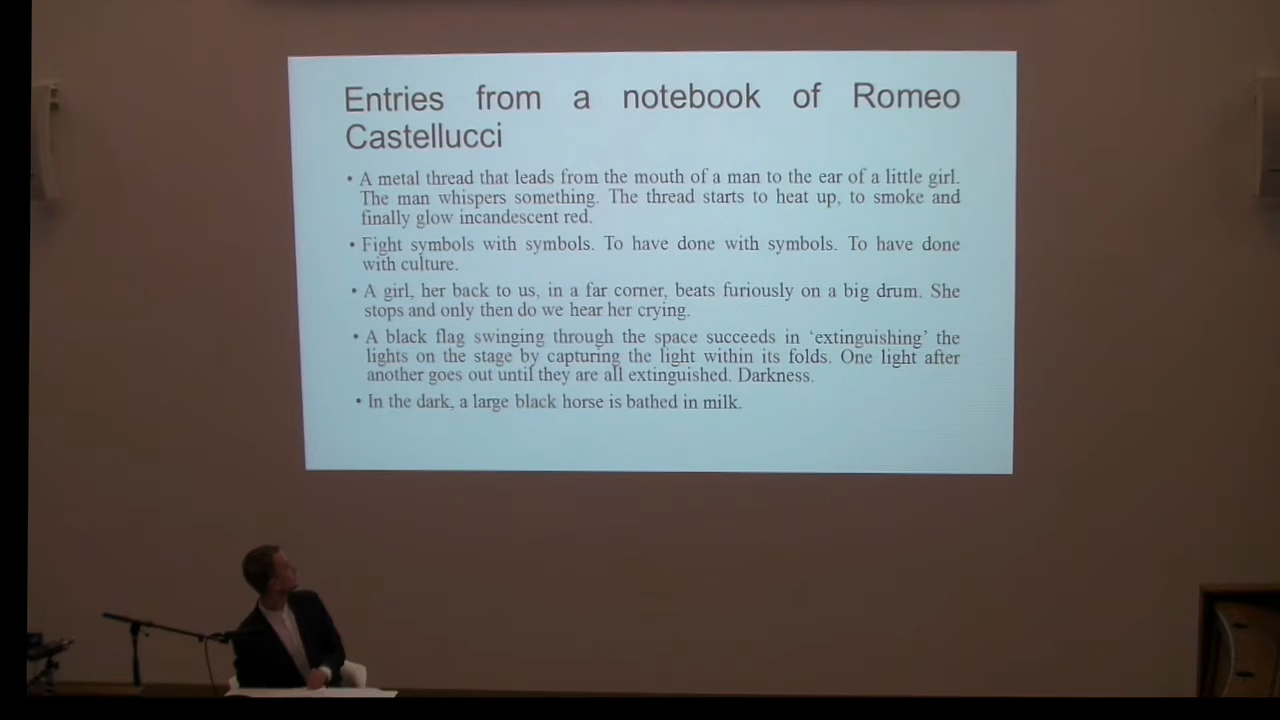 Entries from a notebook of Romeo
Castellucci
• A metal thread that leads from the mouth of a man to the ear of a little girl.
The man whispers something. The thread starts to heat up, to smoke and
finally glow incandescent red.
• Fight symbols with symbols. To have done with symbols. To have done
with culture.
• A girl, her back to us, in a far corner, beats furiously on a big drum. She
stops and only then do we hear her crying.
• A black flag swinging through the space succeeds in ‘extinguishing’ the
lights on the stage by capturing the light within its folds. One light after
another goes out until they are all extinguished. Darkness.
• In the dark, a large black horse is bathed in milk.